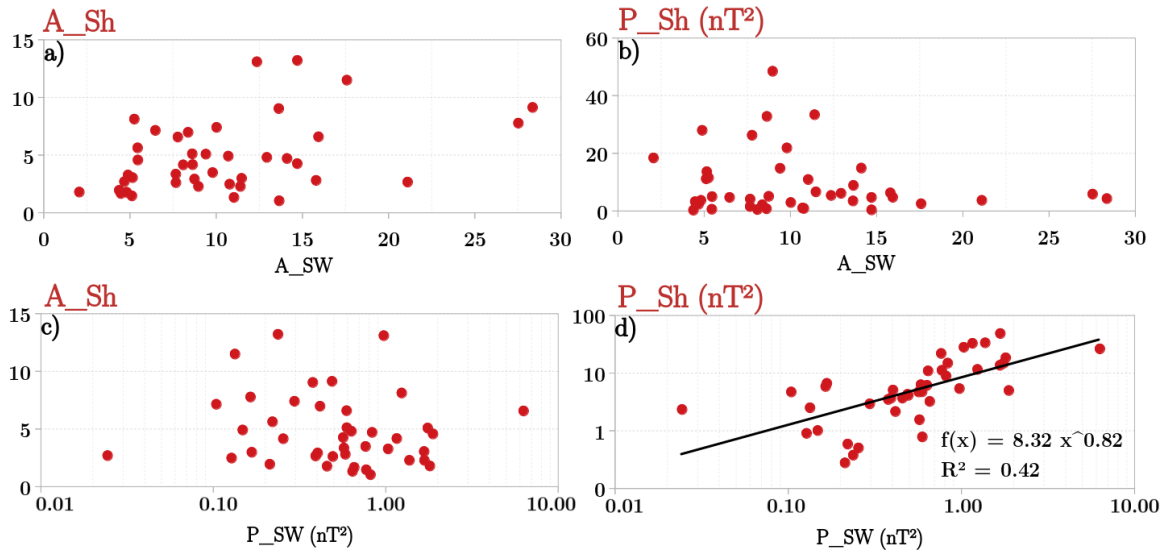 A_Sh
a)
15
10
5
0
0 5 10 15 20 25 30
A_SW
P_Sh (nT²)
b)
60
40
20
0
0 5 10 15 20 25 30
A_SW
A_Sh
c)
15
10
5
0
0.01 0.10 1.00 10.00
P_SW (nT²)
P_Sh (nT²)
d)
100
10
1
0
f(x) = 8.32 x^0.82
R² = 0.42
0.01 0.10 1.00 10.00
P_SW (nT²)